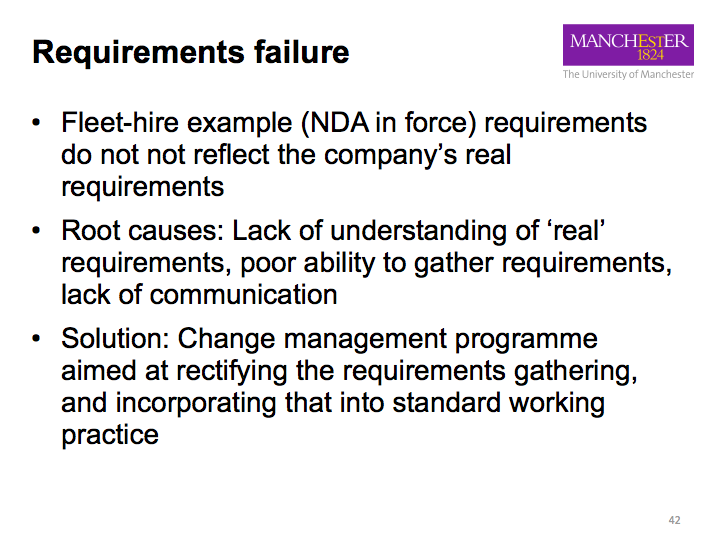 Requirements failure
MANCHESTER
1824
The University of Manchester
• Fleet-hire example (NDA in force) requirements
do not not reflect the company’s real
requirements
• Root causes: Lack of understanding of ‘real’
requirements, poor ability to gather requirements,
lack of communication
• Solution: Change management programme
aimed at rectifying the requirements gathering,
and incorporating that into standard working
practice
42